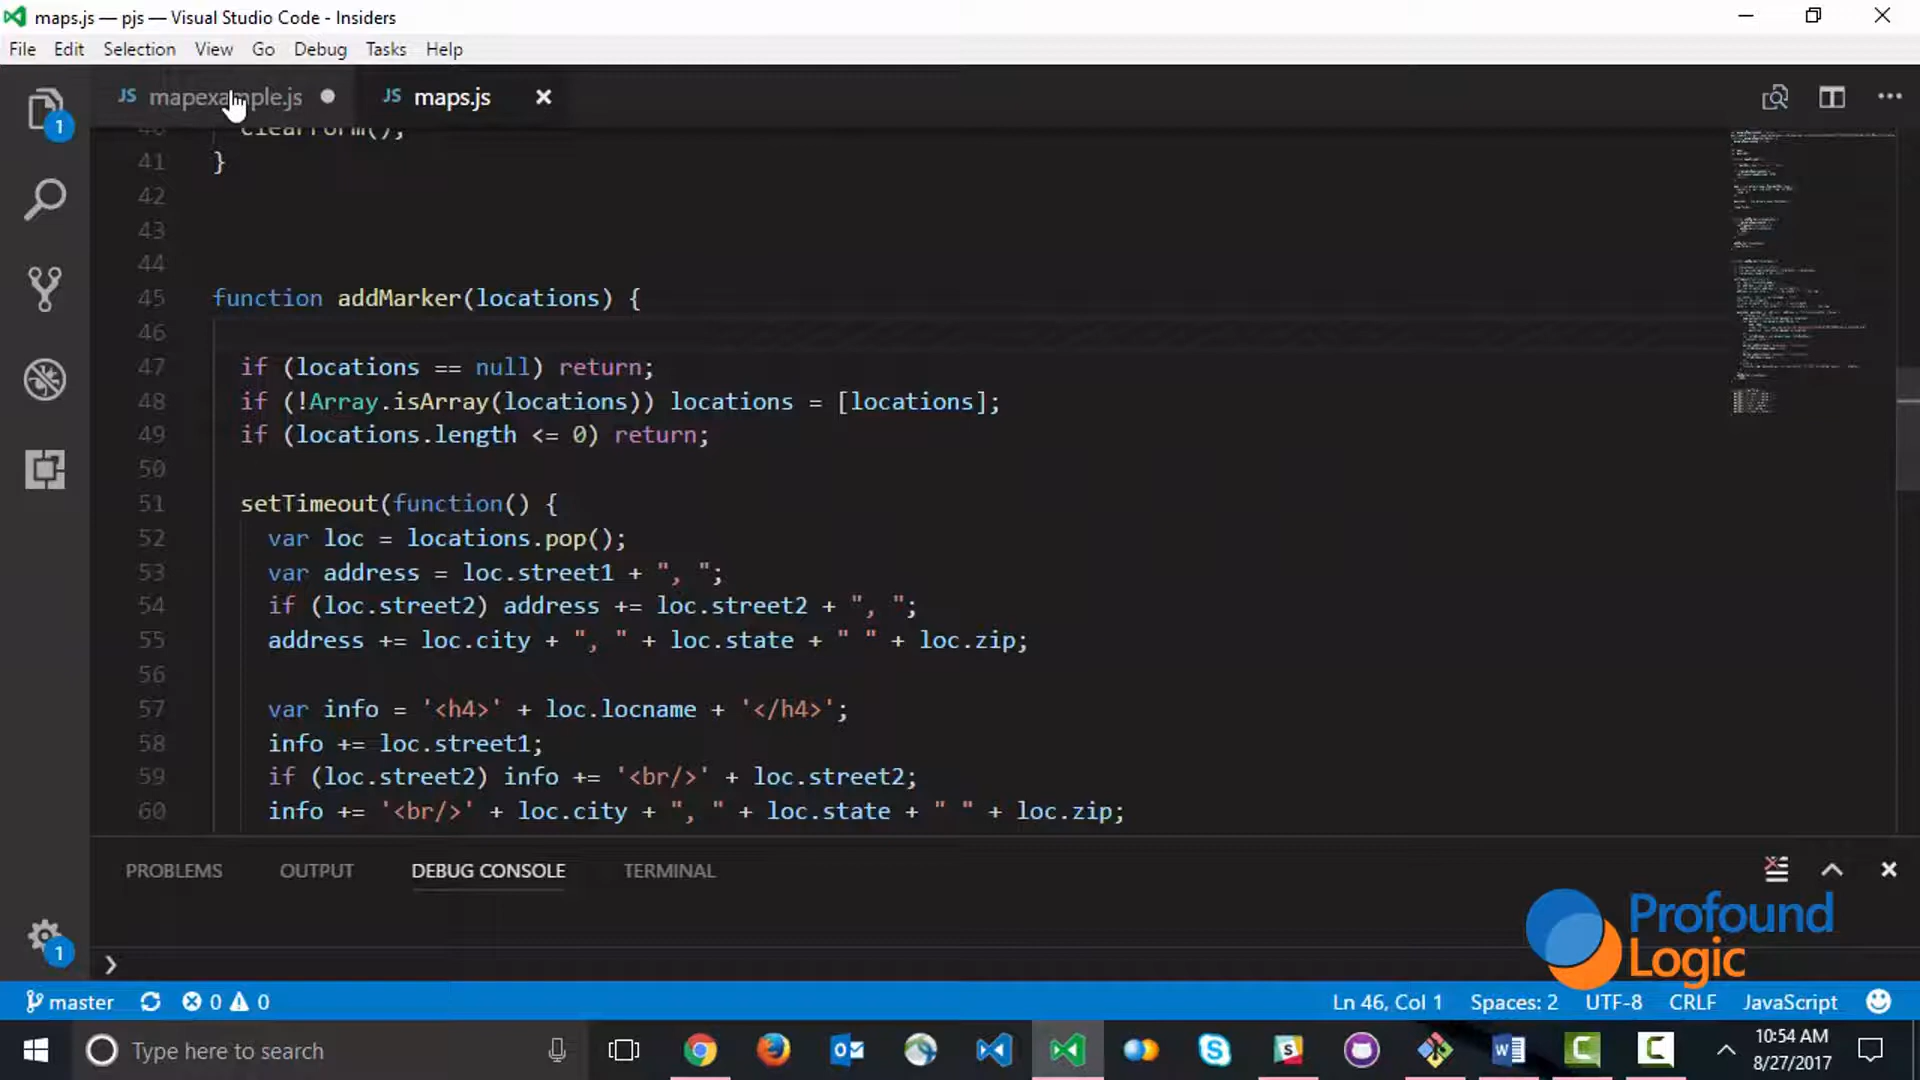 maps.js — pjs — Visual Studio Code - Insiders
File Edit Selection View Go Debug Tasks Help
JS mapexample.js JS maps.js
1
40 clearForm();
41 }
42
43
44
45 function addMarker(locations) {
46
47 if (locations == null) return;
48 if (!Array.isArray(locations)) locations = [locations];
49 if (locations.length <= 0) return;
50
51 setTimeout(function() {
52 var loc = locations.pop();
53 var address = loc.street1 + ", ";
54 if (loc.street2) address += loc.street2 + ", ";
55 address += loc.city + ", " + loc.state + " " + loc.zip;
56
57 var info = '<h4>' + loc.locname + '</h4>';
58 info += loc.street1;
59 if (loc.street2) info += '<br/>' + loc.street2;
60 info += '<br/>' + loc.city + ", " + loc.state + " " + loc.zip;
PROBLEMS OUTPUT DEBUG CONSOLE TERMINAL
Profound
Logic
1
master 0 0 Ln 46, Col 1 Spaces: 2 UTF-8 CRLF JavaScript
Type here to search
10:54 AM
8/27/2017